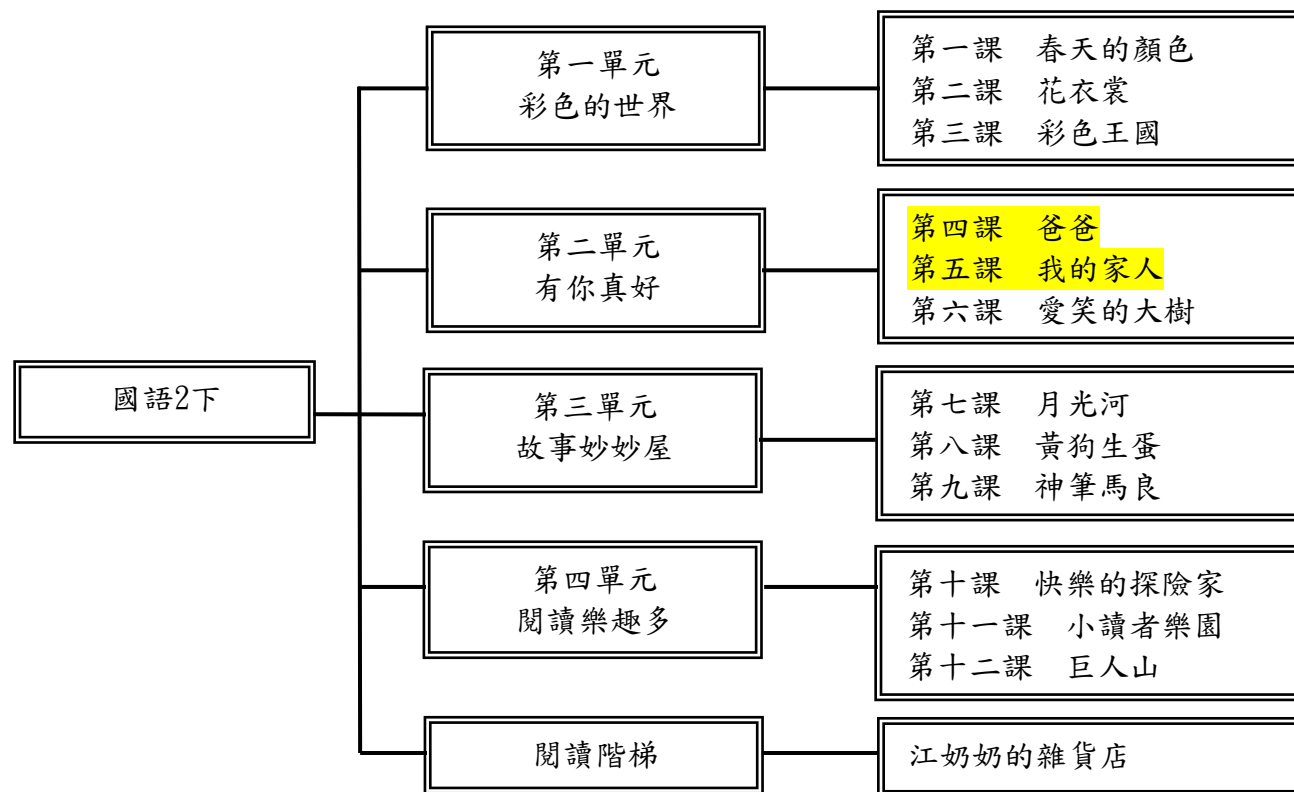 國語2下
第一單元
彩色的世界
第一課 春天的顏色
第二課 花衣裳
第三課 彩色王國
第二單元
有你真好
第四課 爸爸
第五課 我的家人
第六課 愛笑的大樹
第三單元
故事妙妙屋
第七課 月光河
第八課 黃狗生蛋
第九課 神筆馬良
第四單元
閱讀樂趣多
第十課 快樂的探險家
第十一課 小讀者樂園
第十二課 巨人山
閱讀階梯
江奶奶的雜貨店